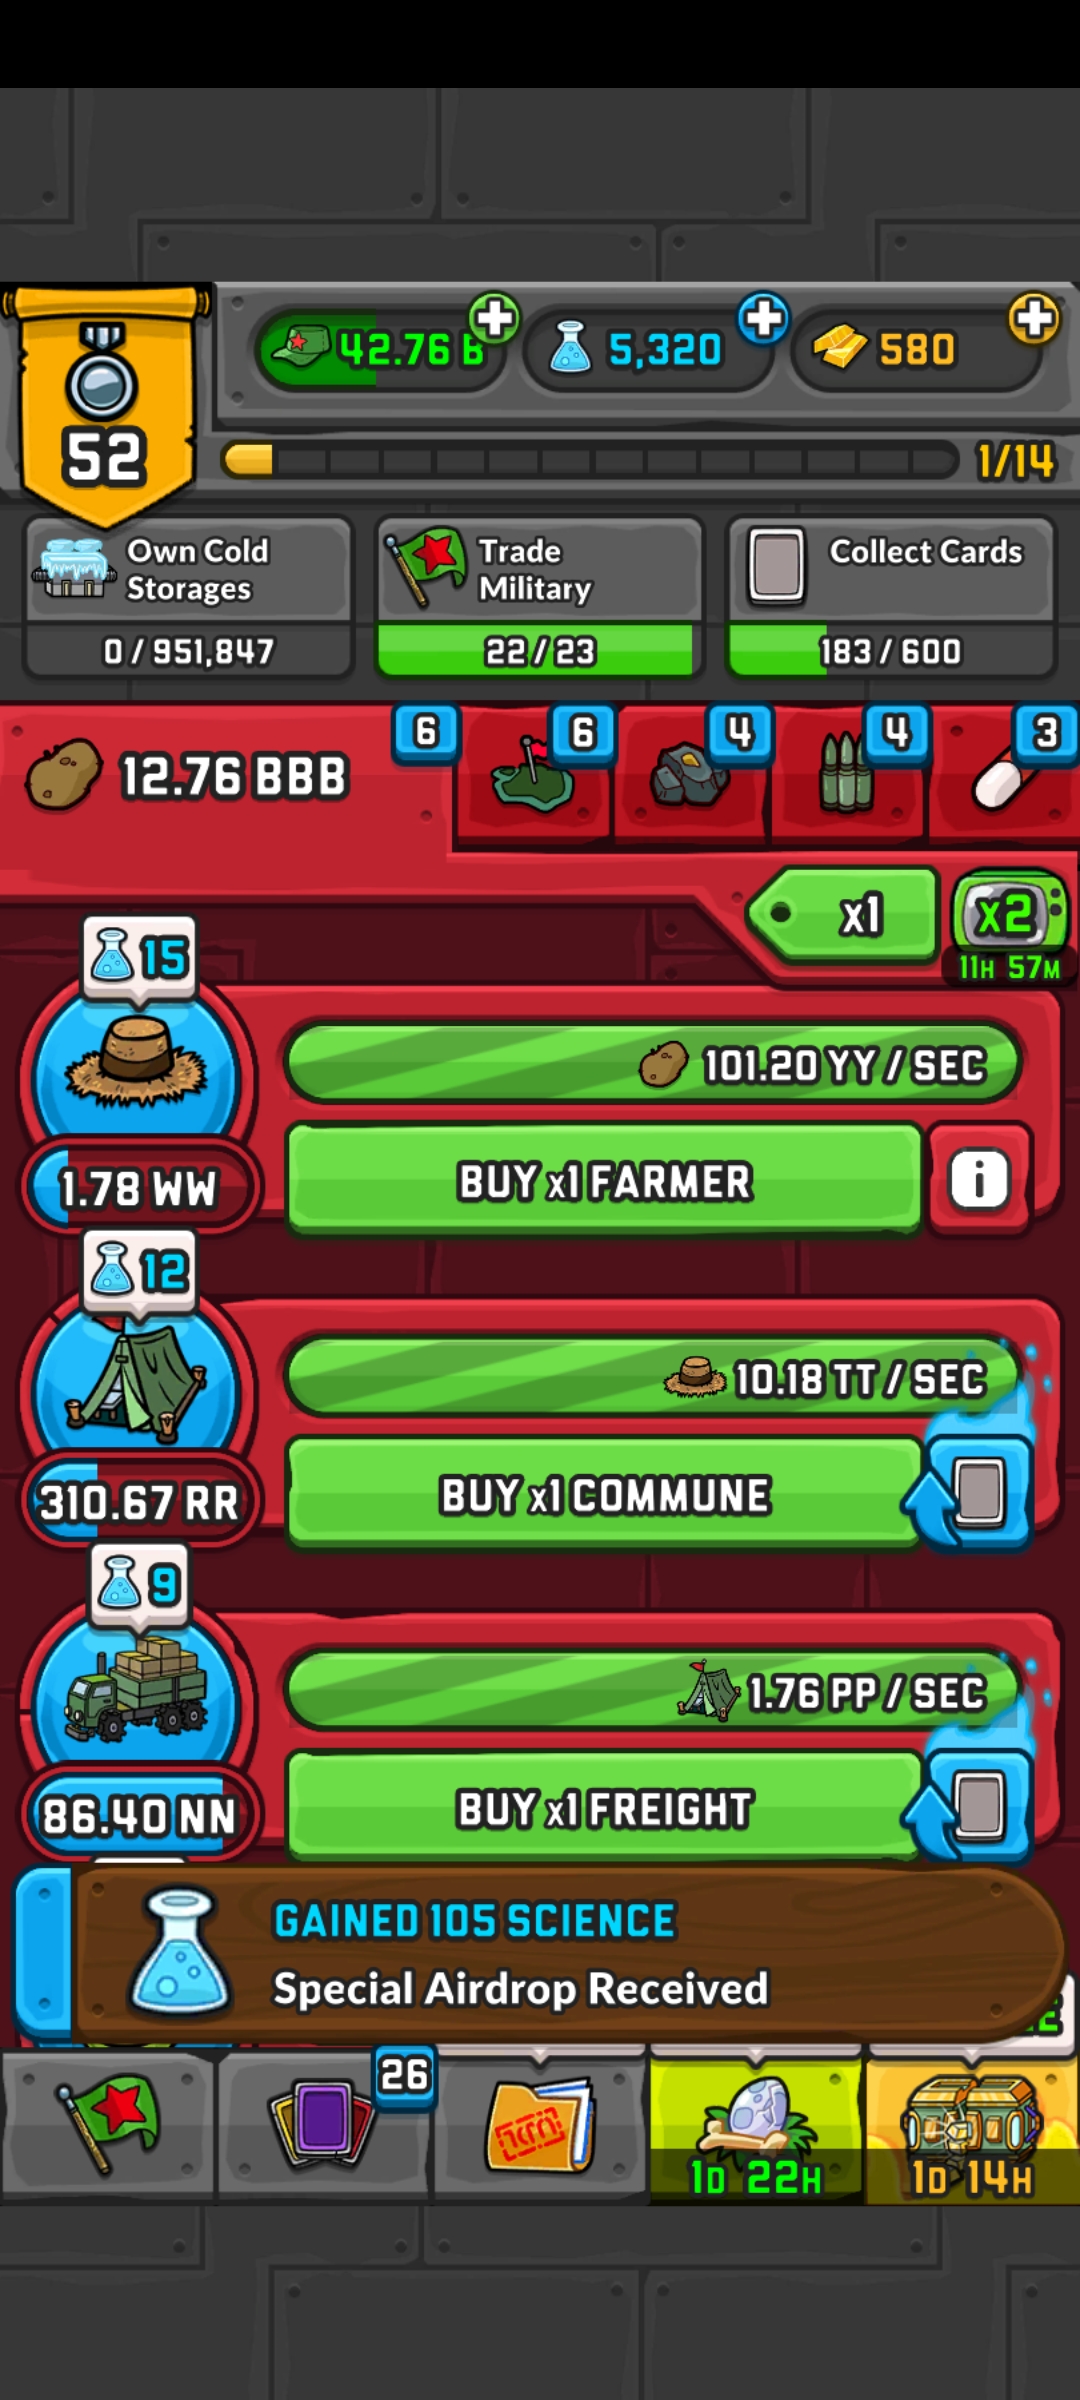 42.76 B
5,320
580
52
1/14
Own Cold
Storages
0 / 951,847
Trade
Military
22 / 23
Collect Cards
183 / 600
12.76 BBB
6
6
4
4
3
x1
x2
11H 57M
15
101.20 YY / SEC
1.78 WW
BUY x1 FARMER
i
12
10.18 TT / SEC
310.67 RR
BUY x1 COMMUNE
9
1.76 PP / SEC
86.40 NN
BUY x1 FREIGHT
GAINED 105 SCIENCE
Special Airdrop Received
26
1D 22H
1D 14H